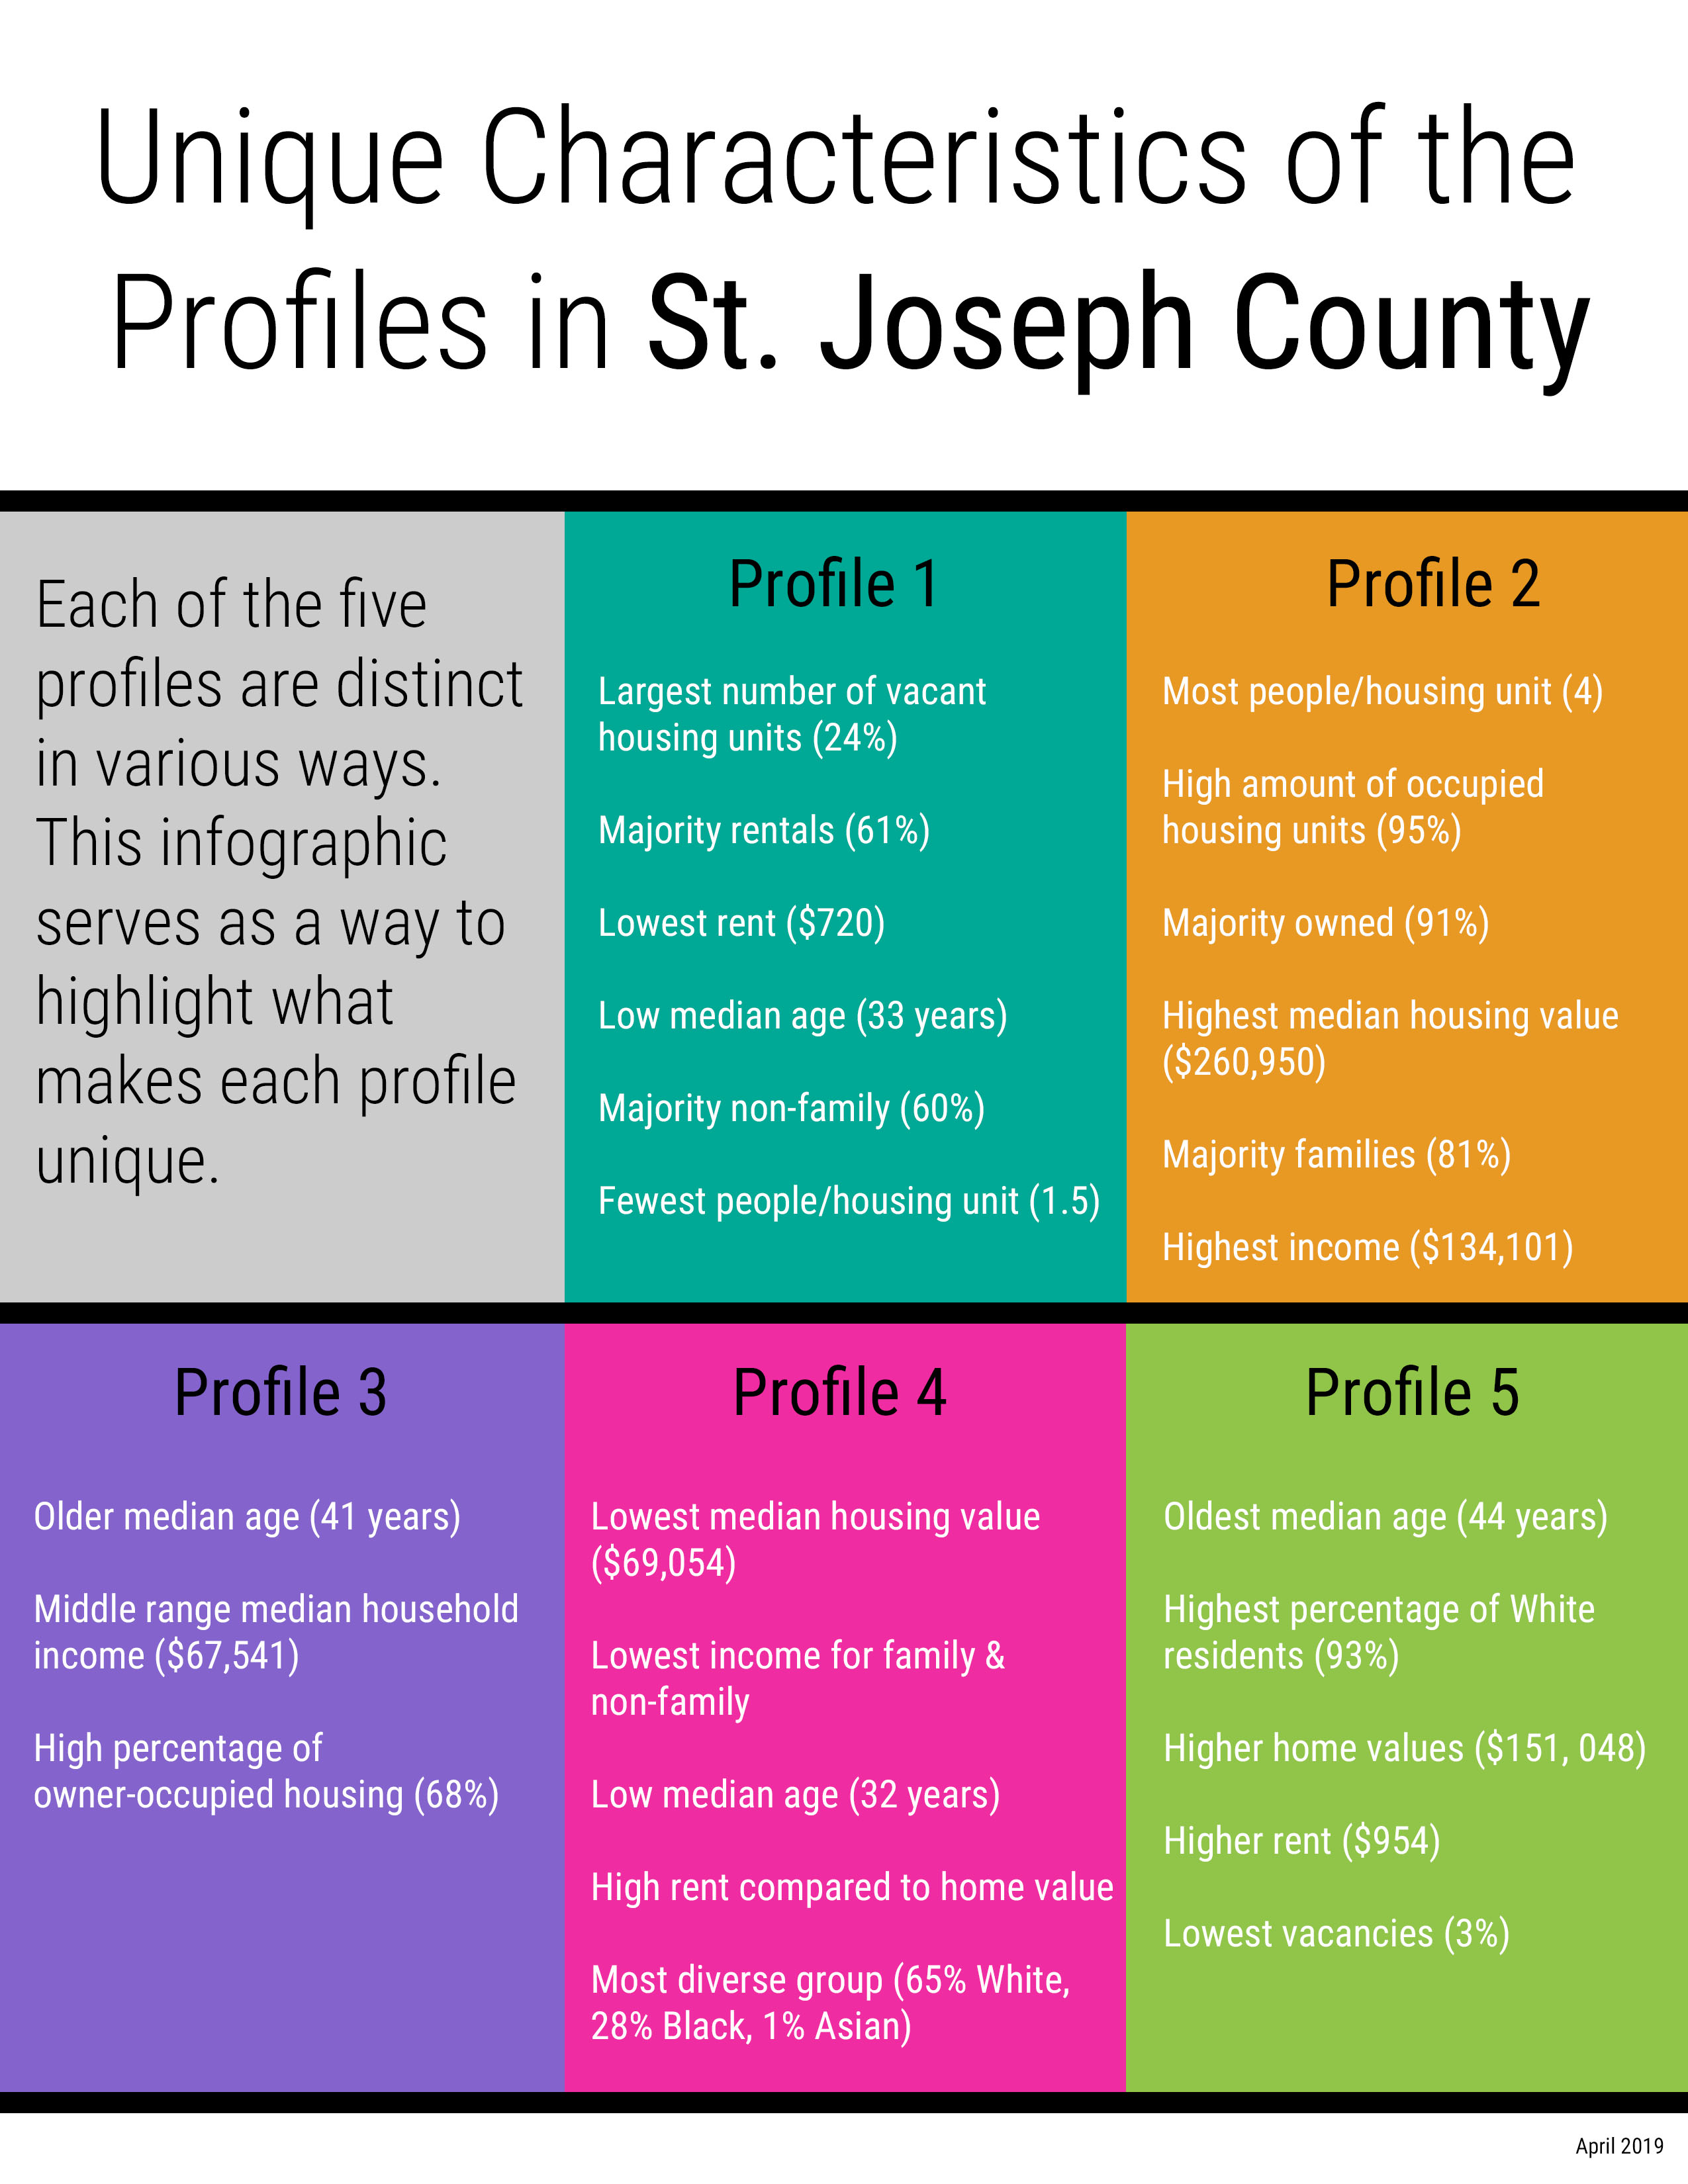 Unique Characteristics of the
Profiles in St. Joseph County
Each of the five
profiles are distinct
in various ways.
This infographic
serves as a way to
highlight what
makes each profile
unique.
Profile 1
Largest number of vacant
housing units (24%)
Majority rentals (61%)
Lowest rent ($720)
Low median age (33 years)
Majority non-family (60%)
Fewest people/housing unit (1.5)
Profile 2
Most people/housing unit (4)
High amount of occupied
housing units (95%)
Majority owned (91%)
Highest median housing value
($260,950)
Majority families (81%)
Highest income ($134,101)
Profile 3
Older median age (41 years)
Middle range median household
income ($67,541)
High percentage of
owner-occupied housing (68%)
Profile 4
Lowest median housing value
($69,054)
Lowest income for family &
non-family
Low median age (32 years)
High rent compared to home value
Most diverse group (65% White,
28% Black, 1% Asian)
Profile 5
Oldest median age (44 years)
Highest percentage of White
residents (93%)
Higher home values ($151, 048)
Higher rent ($954)
Lowest vacancies (3%)
April 2019